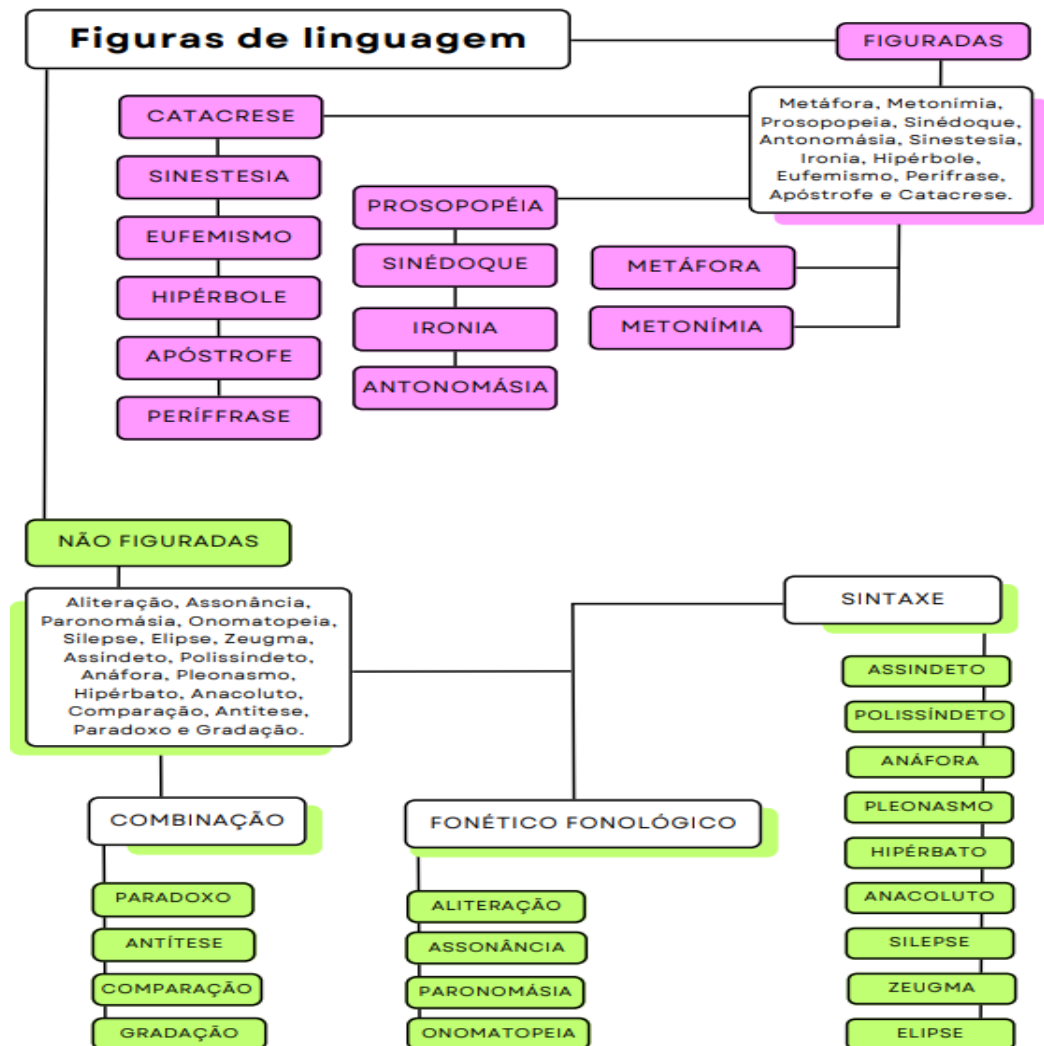 Figuras de linguagem
FIGURADAS
Metáfora, Metonímia,
Prosopopeia, Sinédoque,
Antonomásia, Sinestesia,
Ironia, Hipérbole,
Eufemismo, Perífrase,
Apóstrofe e Catacrese.
CATACRESE
SINESTESIA
EUFEMISMO
HIPÉRBOLE
APÓSTROFE
PERÍFFRASE
PROSOPOPÉIA
SINÉDOQUE
IRONIA
ANTONOMÁSIA
METÁFORA
METONÍMIA
NÃO FIGURADAS
Aliteração, Assonância,
Paronomásia, Onomatopeia,
Silepse, Elipse, Zeugma,
Assíndeto, Polissíndeto,
Anáfora, Pleonasmo,
Hipérbato, Anacoluto,
Comparação, Antítese,
Paradoxo e Gradação.
COMBINAÇÃO
PARADOXO
ANTÍTESE
COMPARAÇÃO
GRADAÇÃO
FONÉTICO FONOLÓGICO
ALITERAÇÃO
ASSONÂNCIA
PARONOMÁSIA
ONOMATOPEIA
SINTAXE
ASSINDETO
POLISSÍNDETO
ANÁFORA
PLEONASMO
HIPÉRBATO
ANACOLUTO
SILEPSE
ZEUGMA
ELIPSE